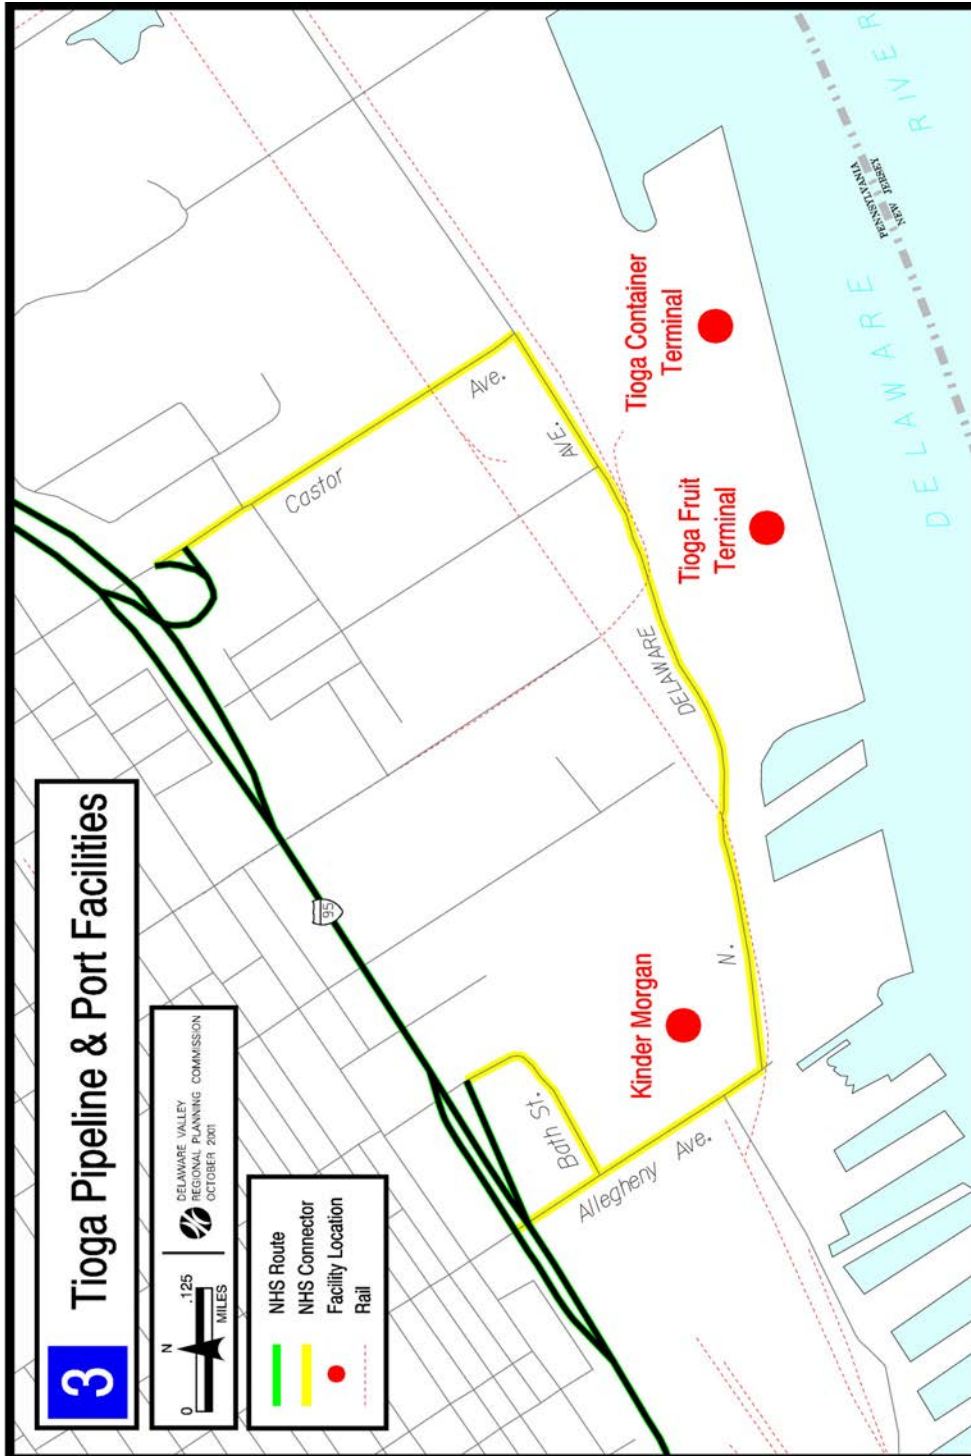 3
Tioga Pipeline & Port Facilities
N
0 .125
MILES
DELAWARE VALLEY
REGIONAL PLANNING COMMISSION
OCTOBER 2001
NHS Route
NHS Connector
Facility Location
Rail
95
Castor
Ave.
Bath St.
Allegheny Ave.
N.
DELAWARE
AVE.
Kinder Morgan
Tioga Fruit
Terminal
Tioga Container
Terminal
DELAWARE RIVER
PENNSYLVANIA
NEW JERSEY